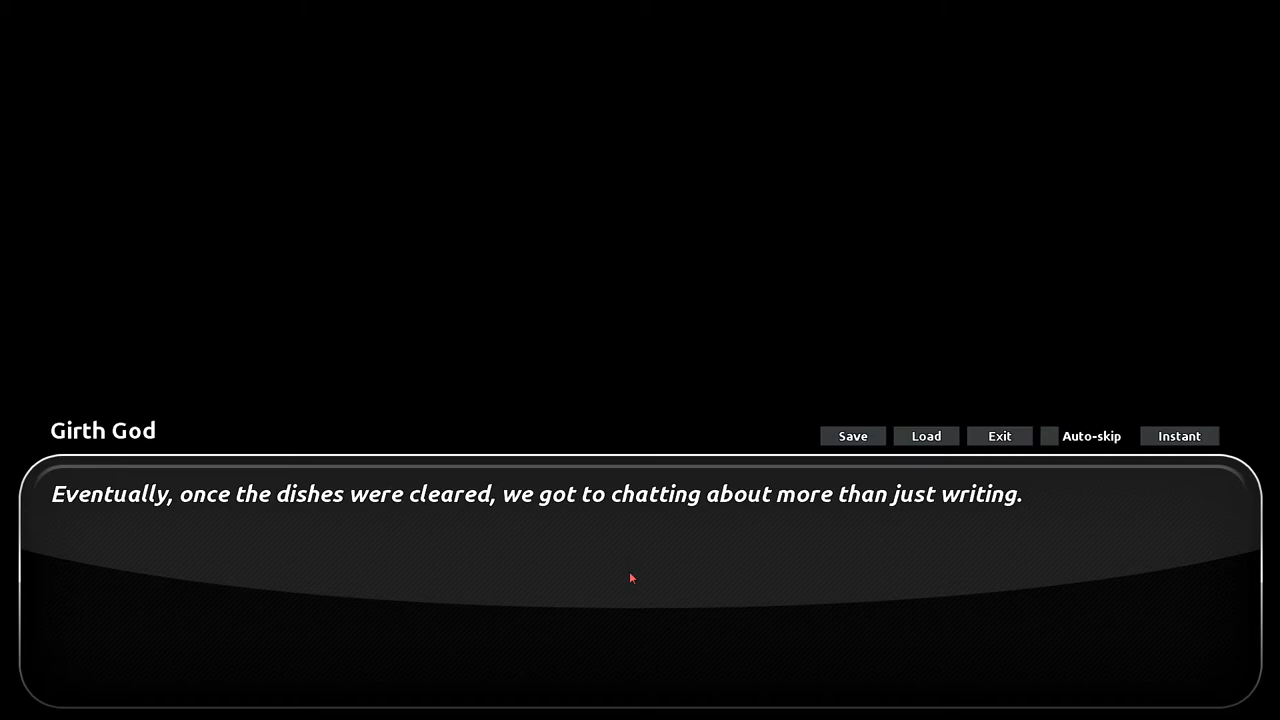 Girth God
Save Load Exit Auto-skip Instant
Eventually, once the dishes were cleared, we got to chatting about more than just writing.